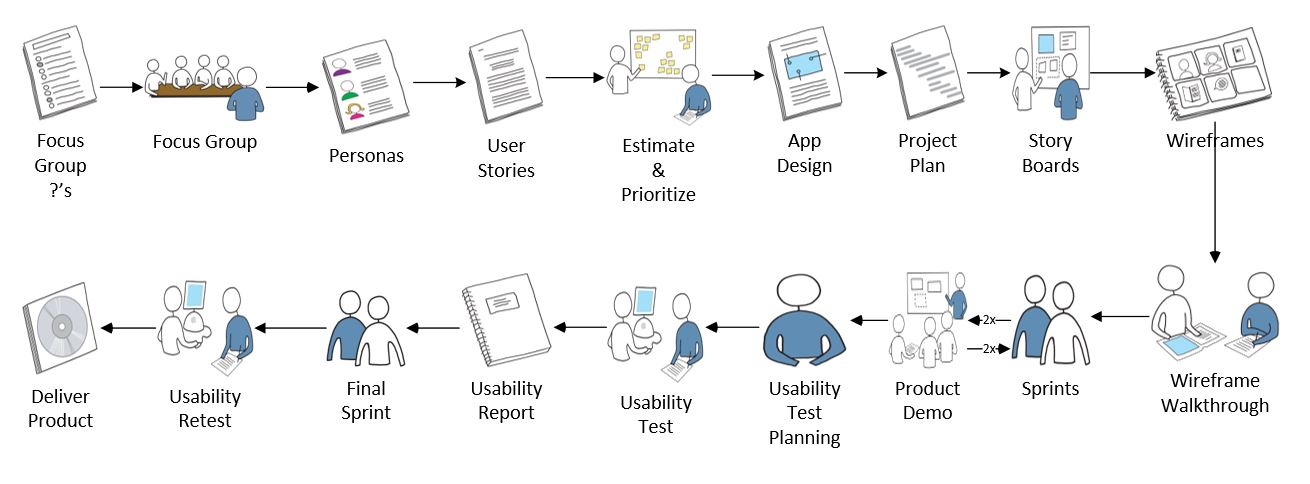 Focus
Group
?'s
Focus Group
Personas
User
Stories
Estimate
&
Prioritize
App
Design
Project
Plan
Story
Boards
Wireframes
Wireframe
Walkthrough
2x
2x
Sprints
Product
Demo
Usability
Test
Planning
Usability
Test
Usability
Report
Final
Sprint
Usability
Retest
Deliver
Product